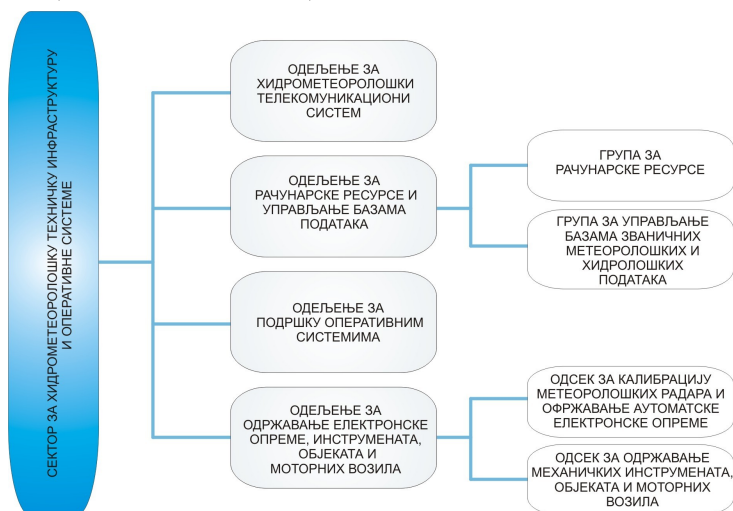 СЕКТОР ЗА ХИДРОМЕТЕОРОЛОШКУ ТЕХНИЧКУ ИНФРАСТРУКТУРУ
И ОПЕРАТИВНЕ СИСТЕМЕ
ОДЕЉЕЊЕ ЗА
ХИДРОМЕТЕОРОЛОШКИ
ТЕЛЕКОМУНИКАЦИОНИ
СИСТЕМ
ОДЕЉЕЊЕ ЗА
РАЧУНАРСКЕ РЕСУРСЕ И
УПРАВЉАЊЕ БАЗАМА
ПОДАТАКА
ГРУПА ЗА
РАЧУНАРСКЕ РЕСУРСЕ
ГРУПА ЗА УПРАВЉАЊЕ
БАЗАМА ЗВАНИЧНИХ
МЕТЕОРОЛОШКИХ И
ХИДРОЛОШКИХ
ПОДАТАКА
ОДЕЉЕЊЕ ЗА
ПОДРШКУ ОПЕРАТИВНИМ
СИСТЕМИМА
ОДЕЉЕЊЕ ЗА
ОДРЖАВАЊЕ ЕЛЕКТРОНСКЕ
ОПРЕМЕ, ИНСТРУМЕНАТА,
ОБЈЕКАТА И
МОТОРНИХ ВОЗИЛА
ОДСЕК ЗА КАЛИБРАЦИЈУ
МЕТЕОРОЛОШКИХ РАДАРА И
ОФРЖАВАЊЕ АУТОМАТСКЕ
ЕЛЕКТРОНСКЕ ОПРЕМЕ
ОДСЕК ЗА ОДРЖАВАЊЕ
МЕХАНИЧКИХ ИНСТРУМЕНАТА,
ОБЈЕКАТА И МОТОРНИХ
ВОЗИЛА